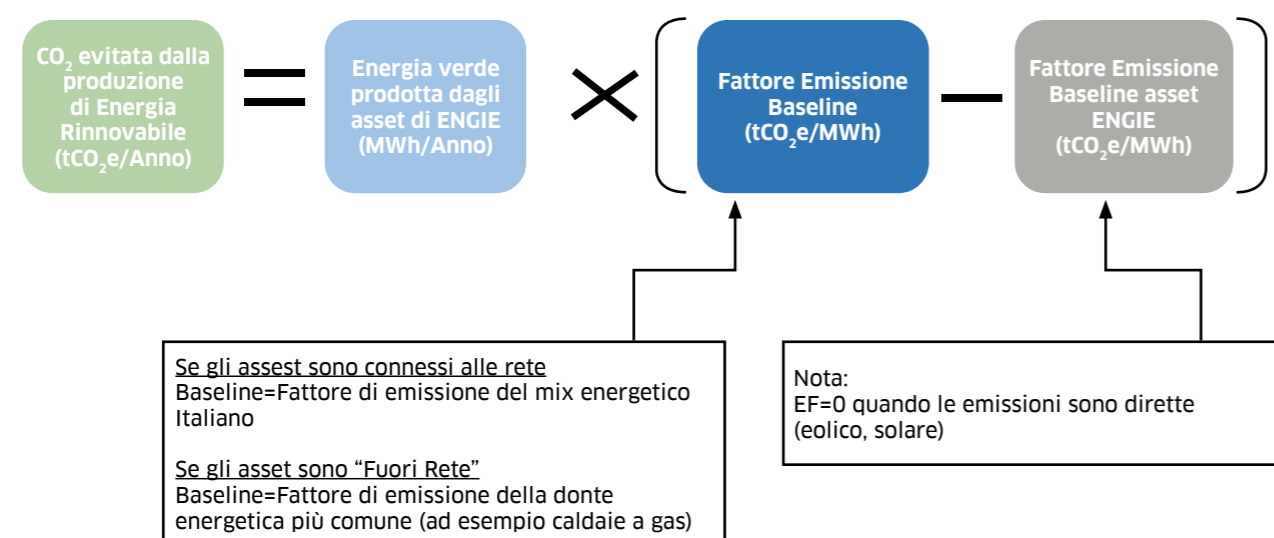 CO₂ evitata dalla
produzione
di Energia
Rinnovabile
(tCO₂e/Anno)
=
Energia verde
prodotta dagli
asset di ENGIE
(MWh/Anno)
×
(
Fattore Emissione
Baseline
(tCO₂e/MWh)
—
Fattore Emissione
Baseline asset
ENGIE
(tCO₂e/MWh)
)
Se gli assest sono connessi alle rete
Baseline=Fattore di emissione del mix energetico
Italiano
Se gli asset sono “Fuori Rete”
Baseline=Fattore di emissione della donte
energetica più comune (ad esempio caldaie a gas)
Nota:
EF=0 quando le emissioni sono dirette
(eolico, solare)